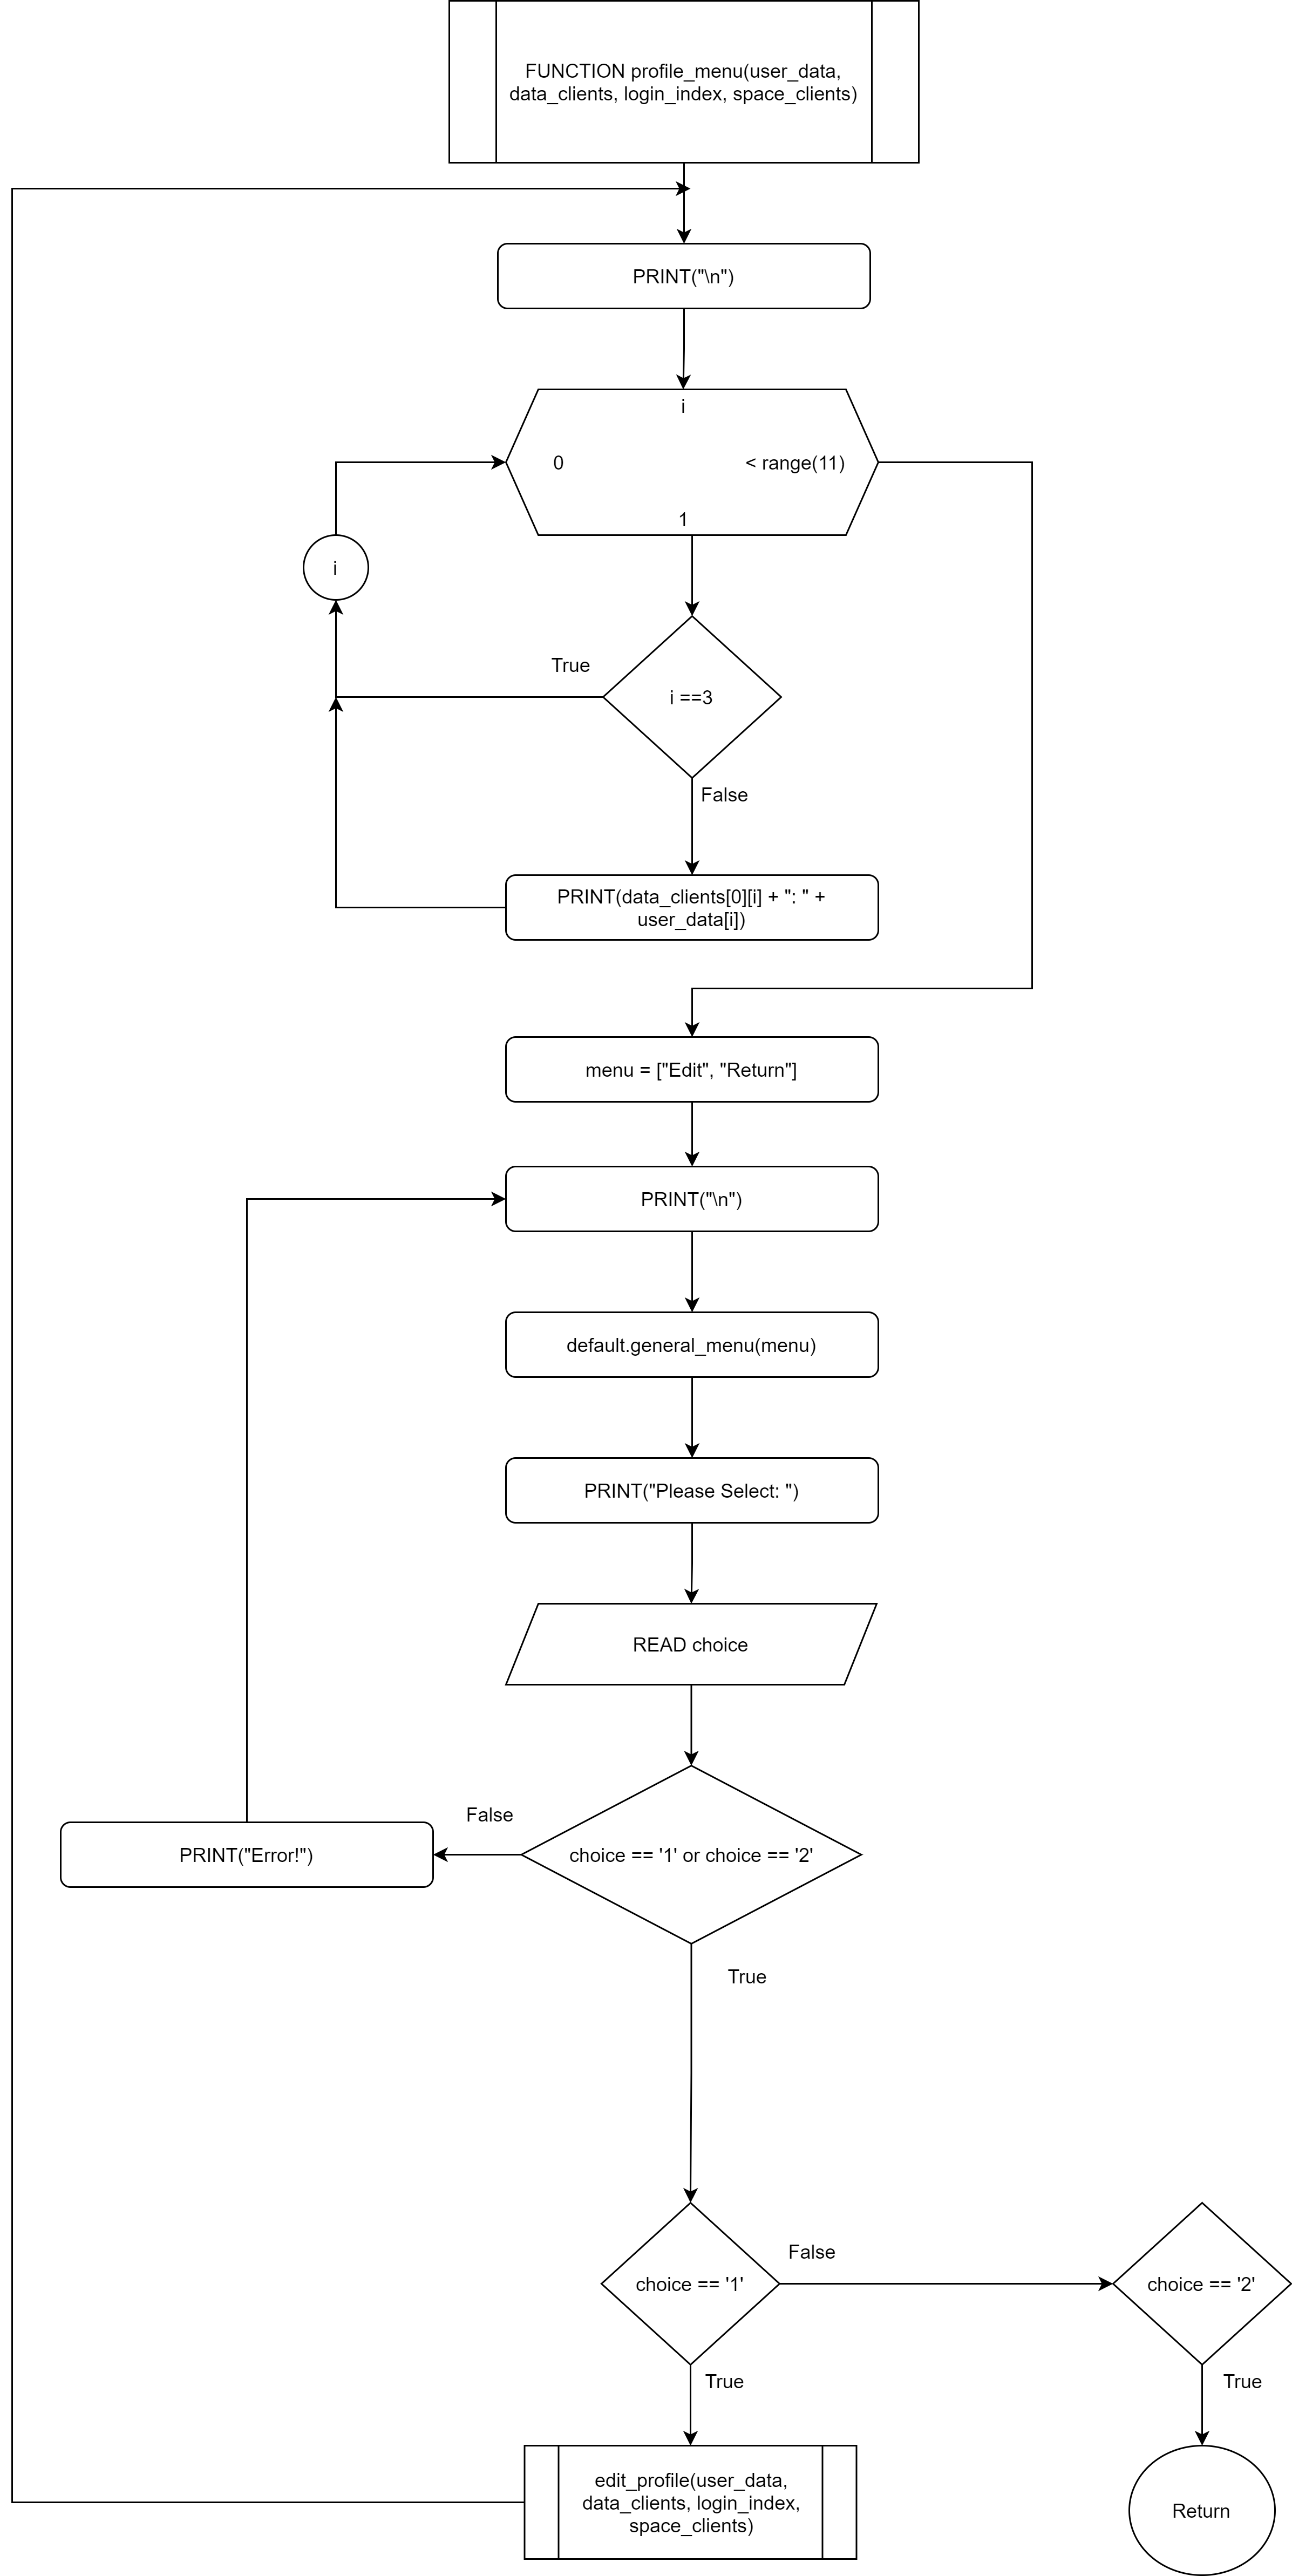 FUNCTION profile_menu(user_data,
data_clients, login_index, space_clients)
PRINT("\n")
i
0
< range(11)
1
i
True
i ==3
False
PRINT(data_clients[0][i] + ": " +
user_data[i])
menu = ["Edit", "Return"]
PRINT("\n")
default.general_menu(menu)
PRINT("Please Select: ")
READ choice
False
PRINT("Error!")
choice == '1' or choice == '2'
True
False
choice == '1'
choice == '2'
True
True
edit_profile(user_data,
data_clients, login_index,
space_clients)
Return